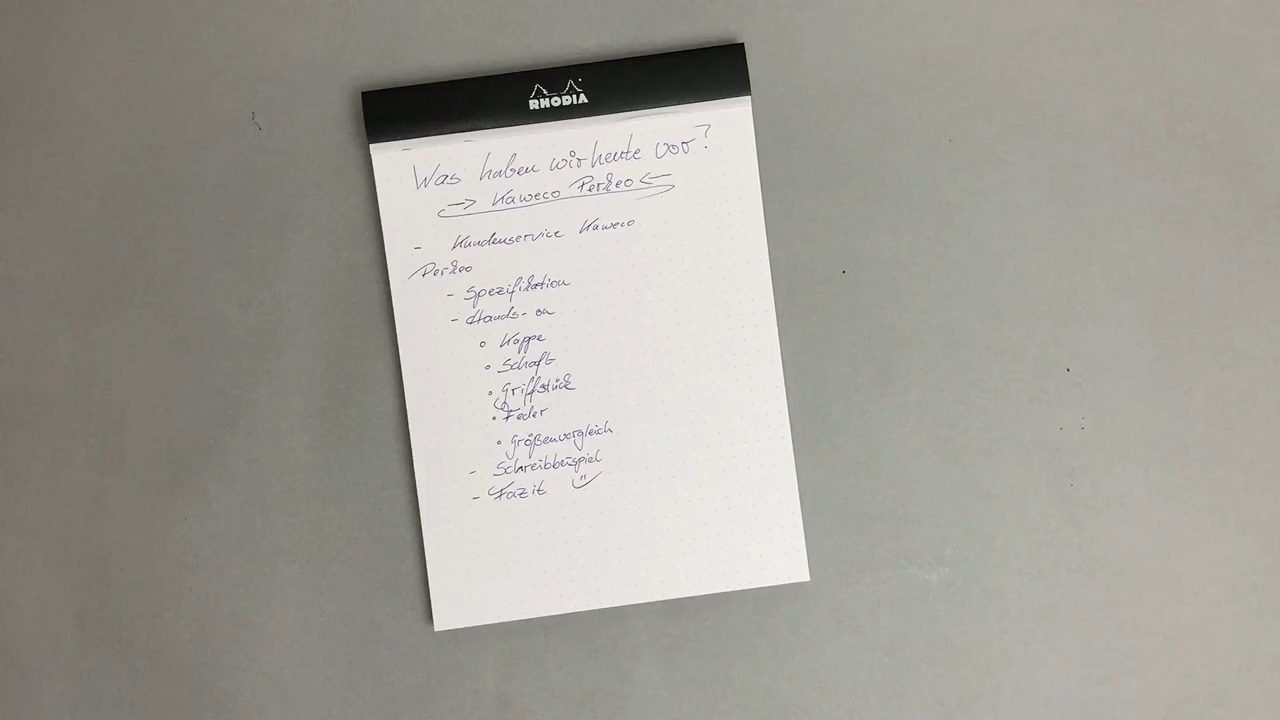 RHODIA
Was haben wir heute vor?
→ Kaweco Perkeo ←
- Kundenservice Kaweco
Perkeo
- Spezifikation
- Hands-on
◦ Kappe
◦ Schaft
◦ Griffstück
◦ Feder
◦ Größenvergleich
- Schreibbeispiel
- Fazit